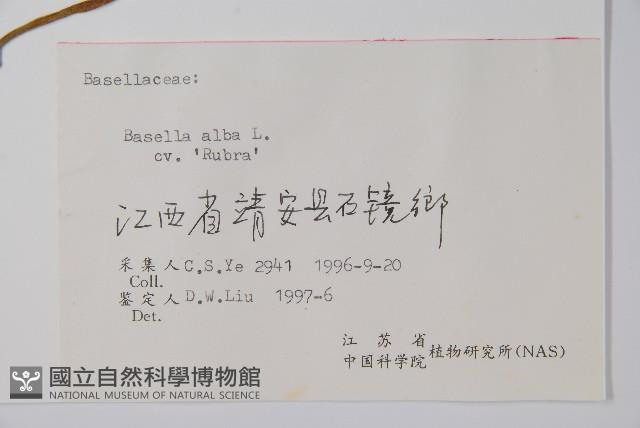 Basellaceae:
Basella alba L.
cv. 'Rubra'
江西省靖安县石镜鄉
采集人 C.S.Ye 2941 1996-9-20
Coll.
鉴定人 D.W.Liu 1997-6
Det.
江苏省
中国科学院 植物研究所(NAS)
國立自然科學博物館
NATIONAL MUSEUM OF NATURAL SCIENCE